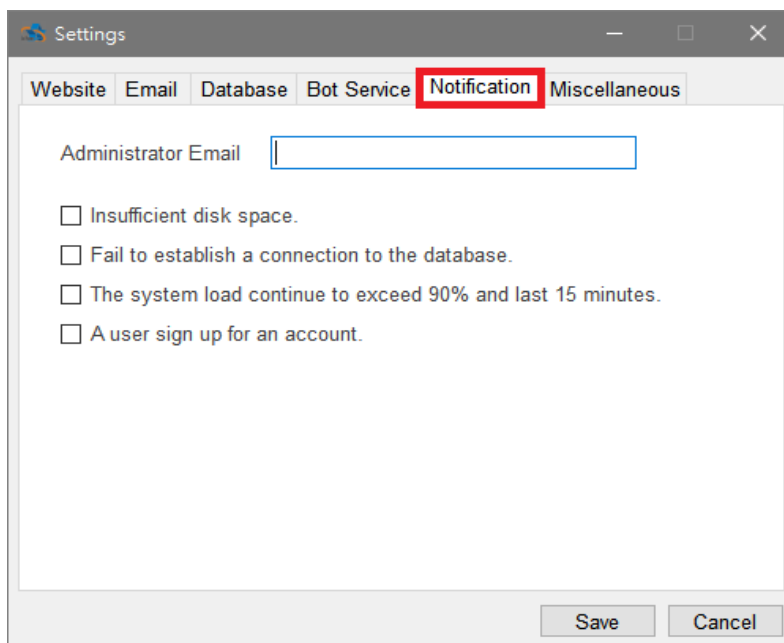 Settings
Website Email Database Bot Service Notification Miscellaneous
Administrator Email
Insufficient disk space.
Fail to establish a connection to the database.
The system load continue to exceed 90% and last 15 minutes.
A user sign up for an account.
Save Cancel